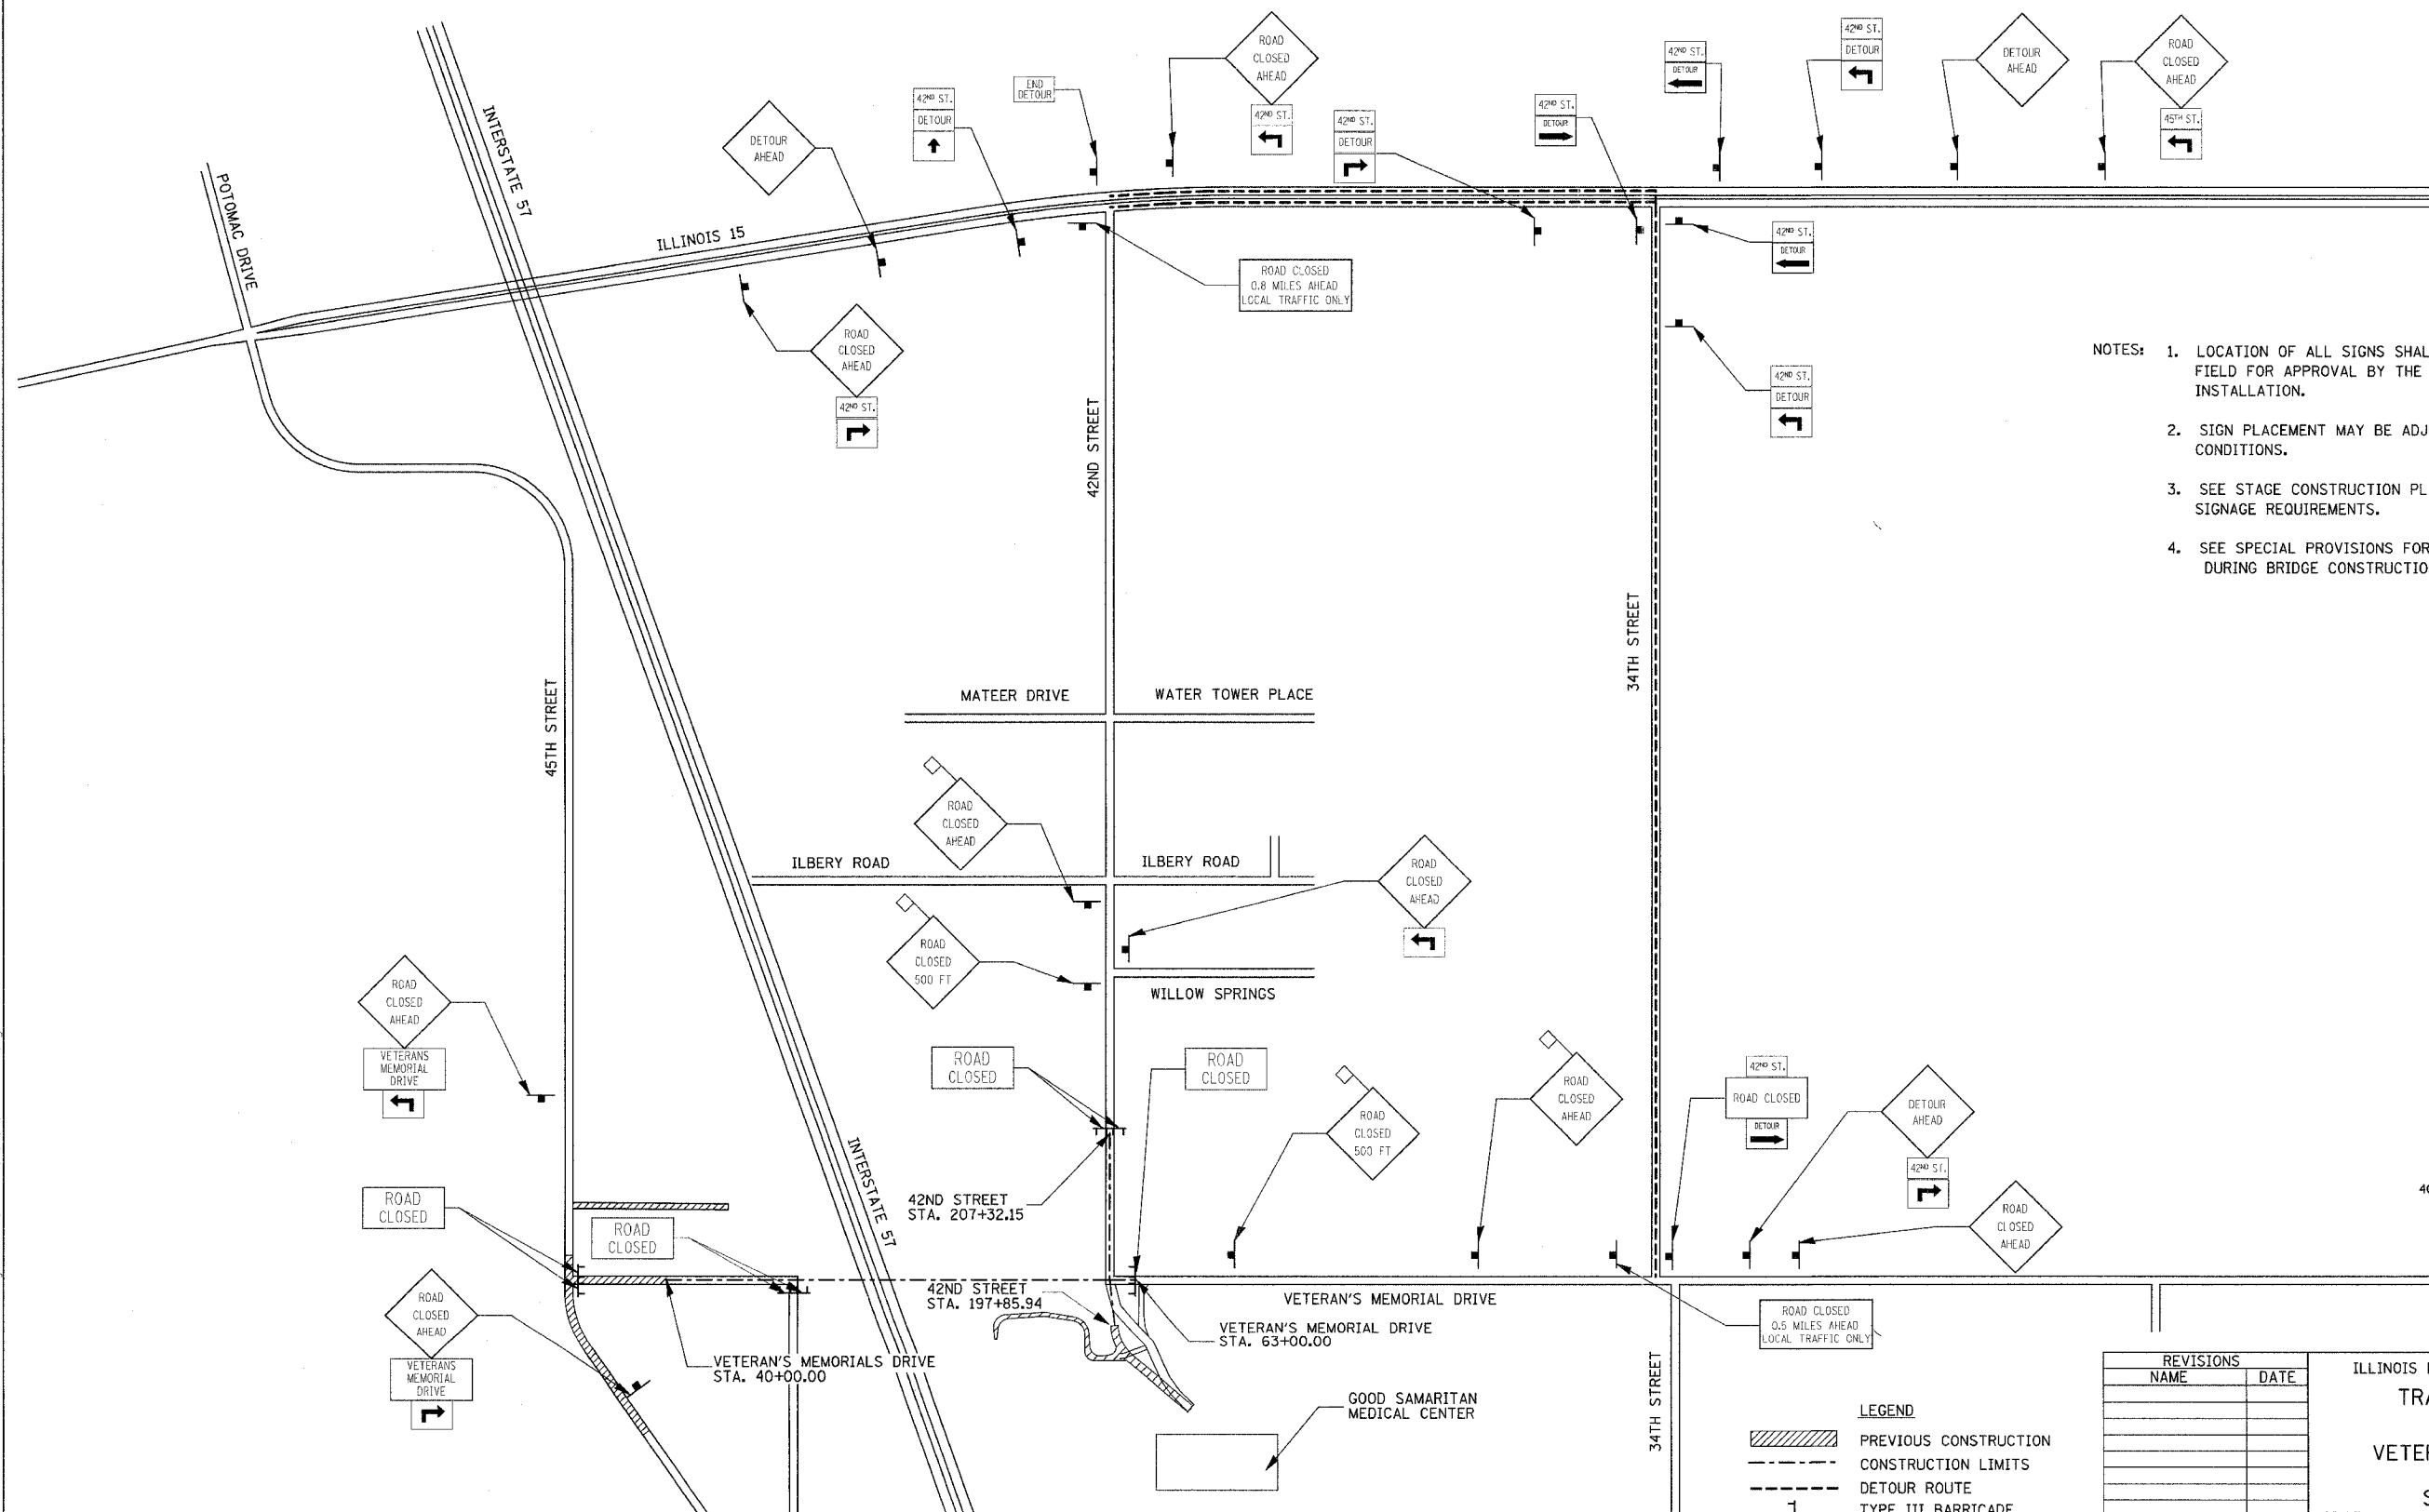 ROAD
CLOSED
AHEAD
42ND ST.
42ND ST.
DETOUR
DETOUR
AHEAD
ROAD
CLOSED
AHEAD
45TH ST.
42ND ST.
DETOUR
END
DETOUR
42ND ST.
DETOUR
42ND ST.
DETOUR
42ND ST.
DETOUR
DETOUR
AHEAD
INTERSTATE 57
POTOMAC DRIVE
ILLINOIS 15
42ND ST.
DETOUR
ROAD CLOSED
0.8 MILES AHEAD
LOCAL TRAFFIC ONLY
ROAD
CLOSED
AHEAD
42ND ST.
42ND ST.
DETOUR
NOTES: 1. LOCATION OF ALL SIGNS SHAL
FIELD FOR APPROVAL BY THE
INSTALLATION.
2. SIGN PLACEMENT MAY BE ADJ
CONDITIONS.
3. SEE STAGE CONSTRUCTION PL
SIGNAGE REQUIREMENTS.
4. SEE SPECIAL PROVISIONS FOR
DURING BRIDGE CONSTRUCTIO
42ND STREET
34TH STREET
45TH STREET
MATEER DRIVE
WATER TOWER PLACE
ROAD
CLOSED
AHEAD
ILBERY ROAD
ILBERY ROAD
ROAD
CLOSED
AHEAD
ROAD
CLOSED
500 FT
WILLOW SPRINGS
ROAD
CLOSED
AHEAD
VETERANS
MEMORIAL
DRIVE
ROAD
CLOSED
ROAD
CLOSED
ROAD
CLOSED
500 FT
ROAD
CLOSED
AHEAD
42ND ST.
ROAD CLOSED
DETOUR
DETOUR
AHEAD
42ND ST.
ROAD
CLOSED
AHEAD
INTERSTATE 57
42ND STREET
STA. 207+32.15
ROAD
CLOSED
ROAD
CLOSED
42ND STREET
STA. 197+85.94
VETERAN'S MEMORIAL DRIVE
VETERAN'S MEMORIAL DRIVE
STA. 63+00.00
ROAD CLOSED
0.5 MILES AHEAD
LOCAL TRAFFIC ONLY
ROAD
CLOSED
AHEAD
VETERANS
MEMORIAL
DRIVE
VETERAN'S MEMORIALS DRIVE
STA. 40+00.00
GOOD SAMARITAN
MEDICAL CENTER
34TH STREET
LEGEND
PREVIOUS CONSTRUCTION
CONSTRUCTION LIMITS
DETOUR ROUTE
TYPE III BARRICADE
REVISIONS
NAME DATE
ILLINOIS
TRA
VETER